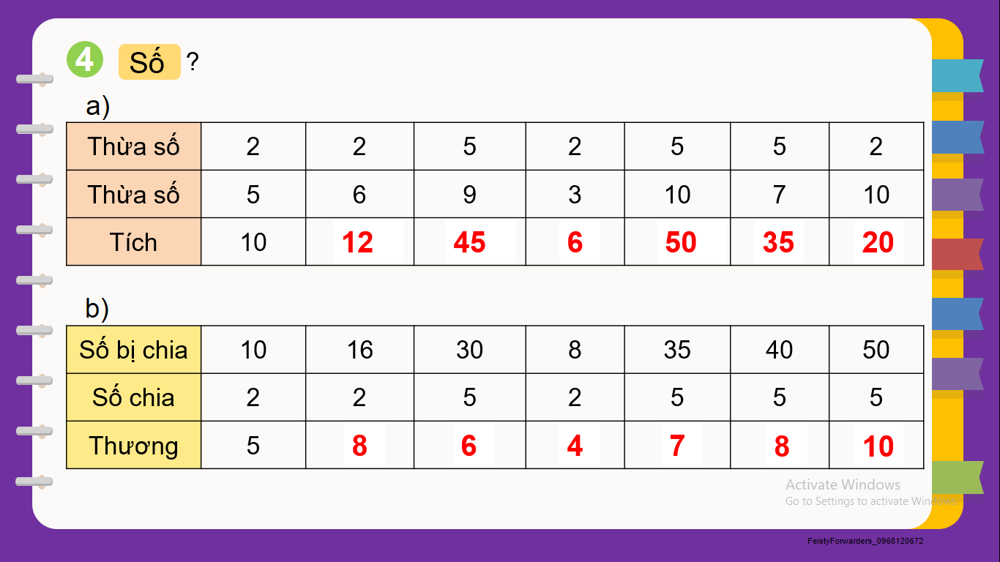 4 Số ?
a)
Thừa số 2 2 5 2 5 5 2
Thừa số 5 6 9 3 10 7 10
Tích 10 12 45 6 50 35 20
b)
Số bị chia 10 16 30 8 35 40 50
Số chia 2 2 5 2 5 5 5
Thương 5 8 6 4 7 8 10
Activate Windows
Go to Settings to activate Windows.
FeistyForwarders_0968120672